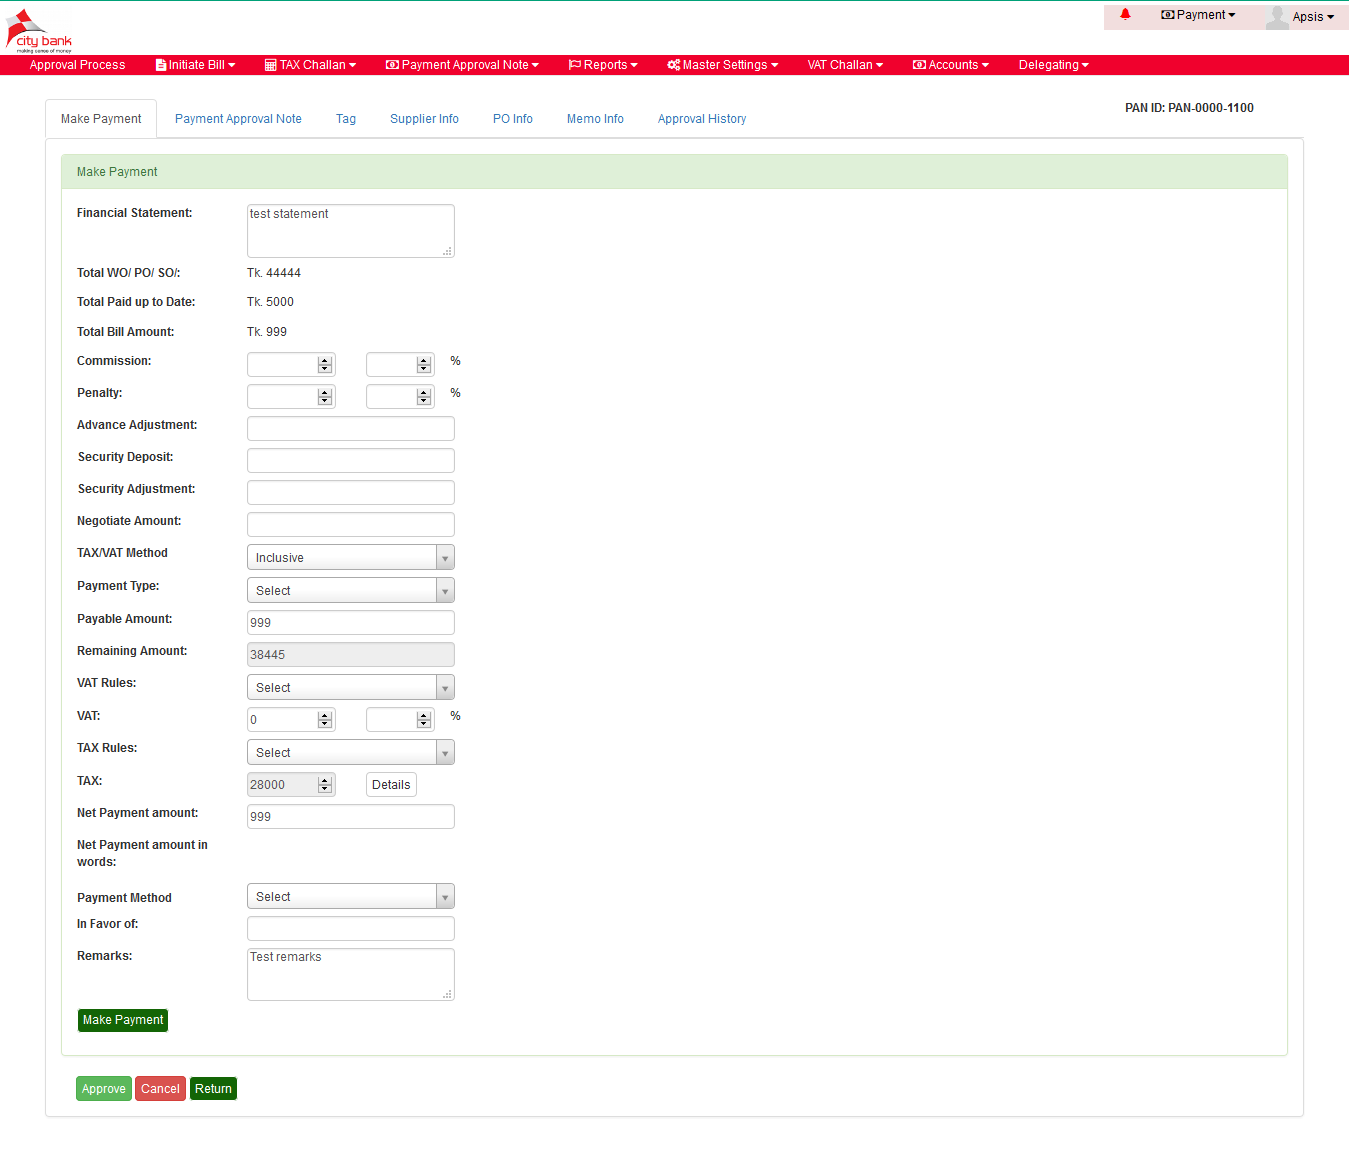 city bank
making sense of money
Payment
Apsis
Approval Process Initiate Bill TAX Challan Payment Approval Note Reports Master Settings VAT Challan Accounts Delegating
PAN ID: PAN-0000-1100
Make Payment Payment Approval Note Tag Supplier Info PO Info Memo Info Approval History
Make Payment
Financial Statement: test statement
Total WO/ PO/ SO/: Tk. 44444
Total Paid up to Date: Tk. 5000
Total Bill Amount: Tk. 999
Commission: %
Penalty: %
Advance Adjustment:
Security Deposit:
Security Adjustment:
Negotiate Amount:
TAX/VAT Method Inclusive
Payment Type: Select
Payable Amount: 999
Remaining Amount: 38445
VAT Rules: Select
VAT: 0 %
TAX Rules: Select
TAX: 28000 Details
Net Payment amount: 999
Net Payment amount in
words:
Payment Method Select
In Favor of:
Remarks: Test remarks
Make Payment
Approve Cancel Return